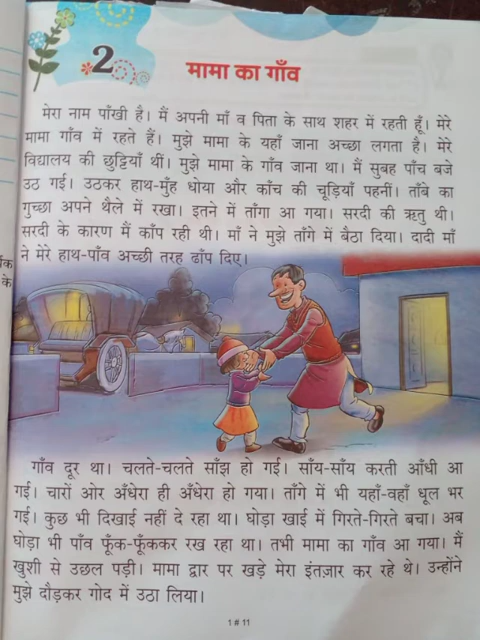 2
मामा का गाँव
मेरा नाम पाँखी है। मैं अपनी माँ व पिता के साथ शहर में रहती हूँ। मेरे
मामा गाँव में रहते हैं। मुझे मामा के यहाँ जाना अच्छा लगता है। मेरे
विद्यालय की छुट्टियाँ थीं। मुझे मामा के गाँव जाना था। मैं सुबह पाँच बजे
उठ गई। उठकर हाथ-मुँह धोया और काँच की चूड़ियाँ पहनीं। ताँबे का
गुच्छा अपने थैले में रखा। इतने में ताँगा आ गया। सरदी की ऋतु थी।
सरदी के कारण मैं काँप रही थी। माँ ने मुझे ताँगे में बैठा दिया। दादी माँ
ने मेरे हाथ-पाँव अच्छी तरह ढाँप दिए।
के
गाँव दूर था। चलते-चलते साँझ हो गई। साँय-साँय करती आँधी आ
गई। चारों ओर अँधेरा ही अँधेरा हो गया। ताँगे में भी यहाँ-वहाँ धूल भर
गई। कुछ भी दिखाई नहीं दे रहा था। घोड़ा खाई में गिरते-गिरते बचा। अब
घोड़ा भी पाँव फूँक-फूँककर रख रहा था। तभी मामा का गाँव आ गया। मैं
खुशी से उछल पड़ी। मामा द्वार पर खड़े मेरा इंतज़ार कर रहे थे। उन्होंने
मुझे दौड़कर गोद में उठा लिया।
1 # 11